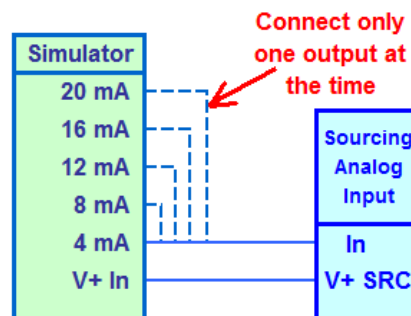 Connect only
one output at
the time
Simulator
20 mA
16 mA
12 mA
8 mA
4 mA
V+ In
Sourcing
Analog
Input
In
V+ SRC